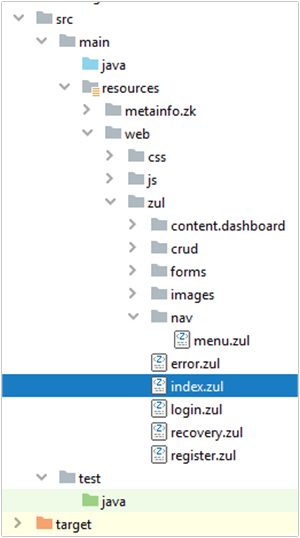 src
main
java
resources
metainfo.zk
web
css
js
zul
content.dashboard
crud
forms
images
nav
menu.zul
error.zul
index.zul
login.zul
recovery.zul
register.zul
test
java
target